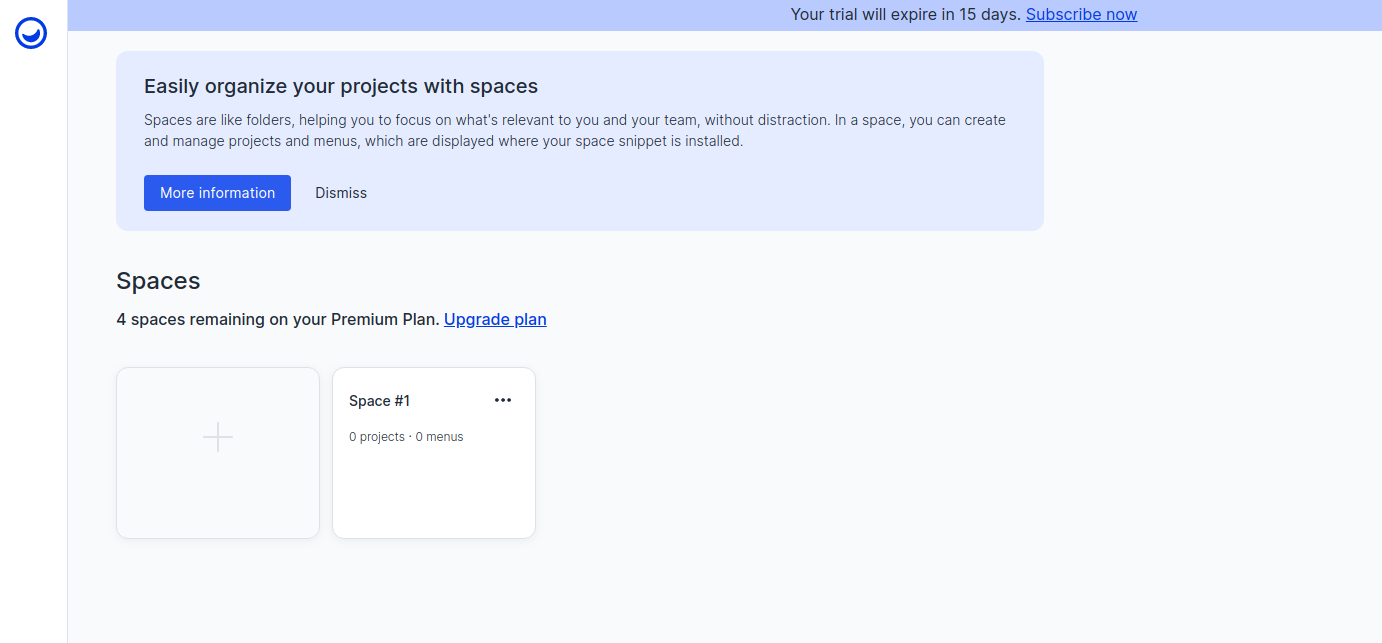 Your trial will expire in 15 days. Subscribe now
Easily organize your projects with spaces
Spaces are like folders, helping you to focus on what's relevant to you and your team, without distraction. In a space, you can create
and manage projects and menus, which are displayed where your space snippet is installed.
More information Dismiss
Spaces
4 spaces remaining on your Premium Plan. Upgrade plan
Space #1
0 projects · 0 menus